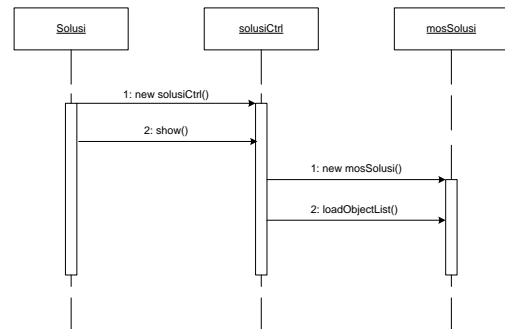 Solusi
solusiCtrl
mosSolusi
1: new solusiCtrl()
2: show()
1: new mosSolusi()
2: loadObjectList()